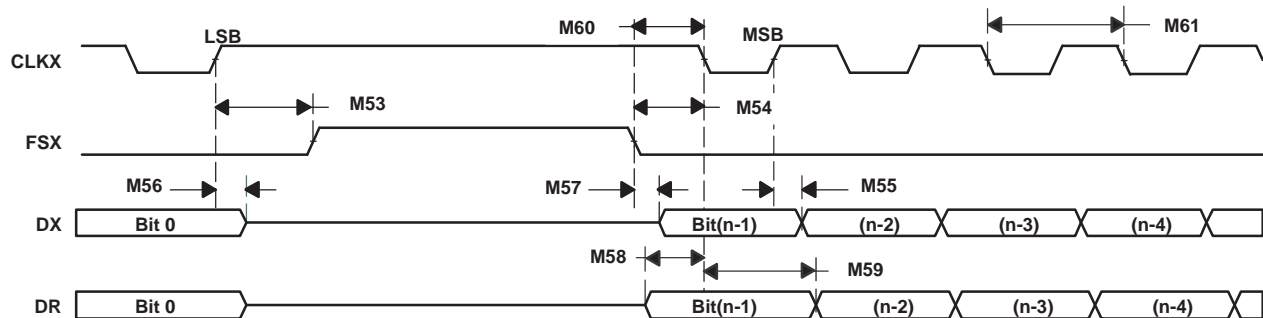 M60
M61
LSB
MSB
CLKX
M53
M54
FSX
M56
M57
M55
DX
Bit 0
Bit(n-1)
(n-2)
(n-3)
(n-4)
M58
M59
DR
Bit 0
Bit(n-1)
(n-2)
(n-3)
(n-4)